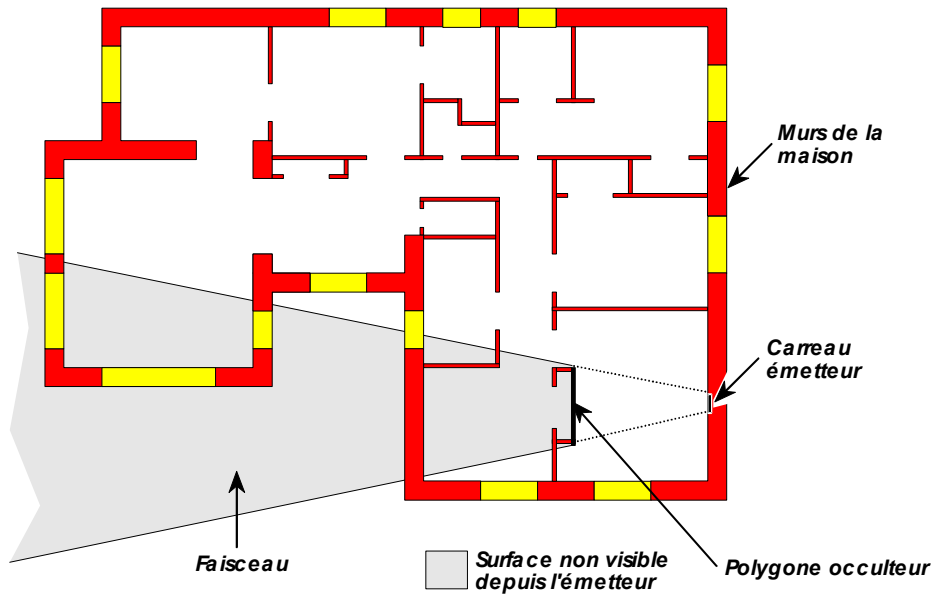 Murs de la
maison
Carreau
émetteur
Faisceau
Surface non visible
depuis l'émetteur
Polygone occulteur